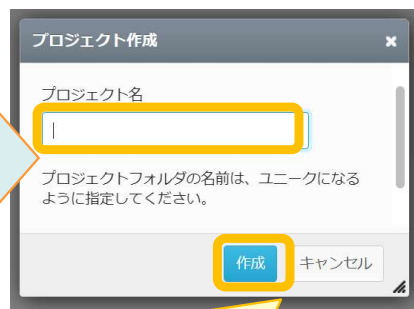 プロジェクト作成
プロジェクト名
プロジェクトフォルダの名前は、ユニークになる
ように指定してください。
作成 キャンセル